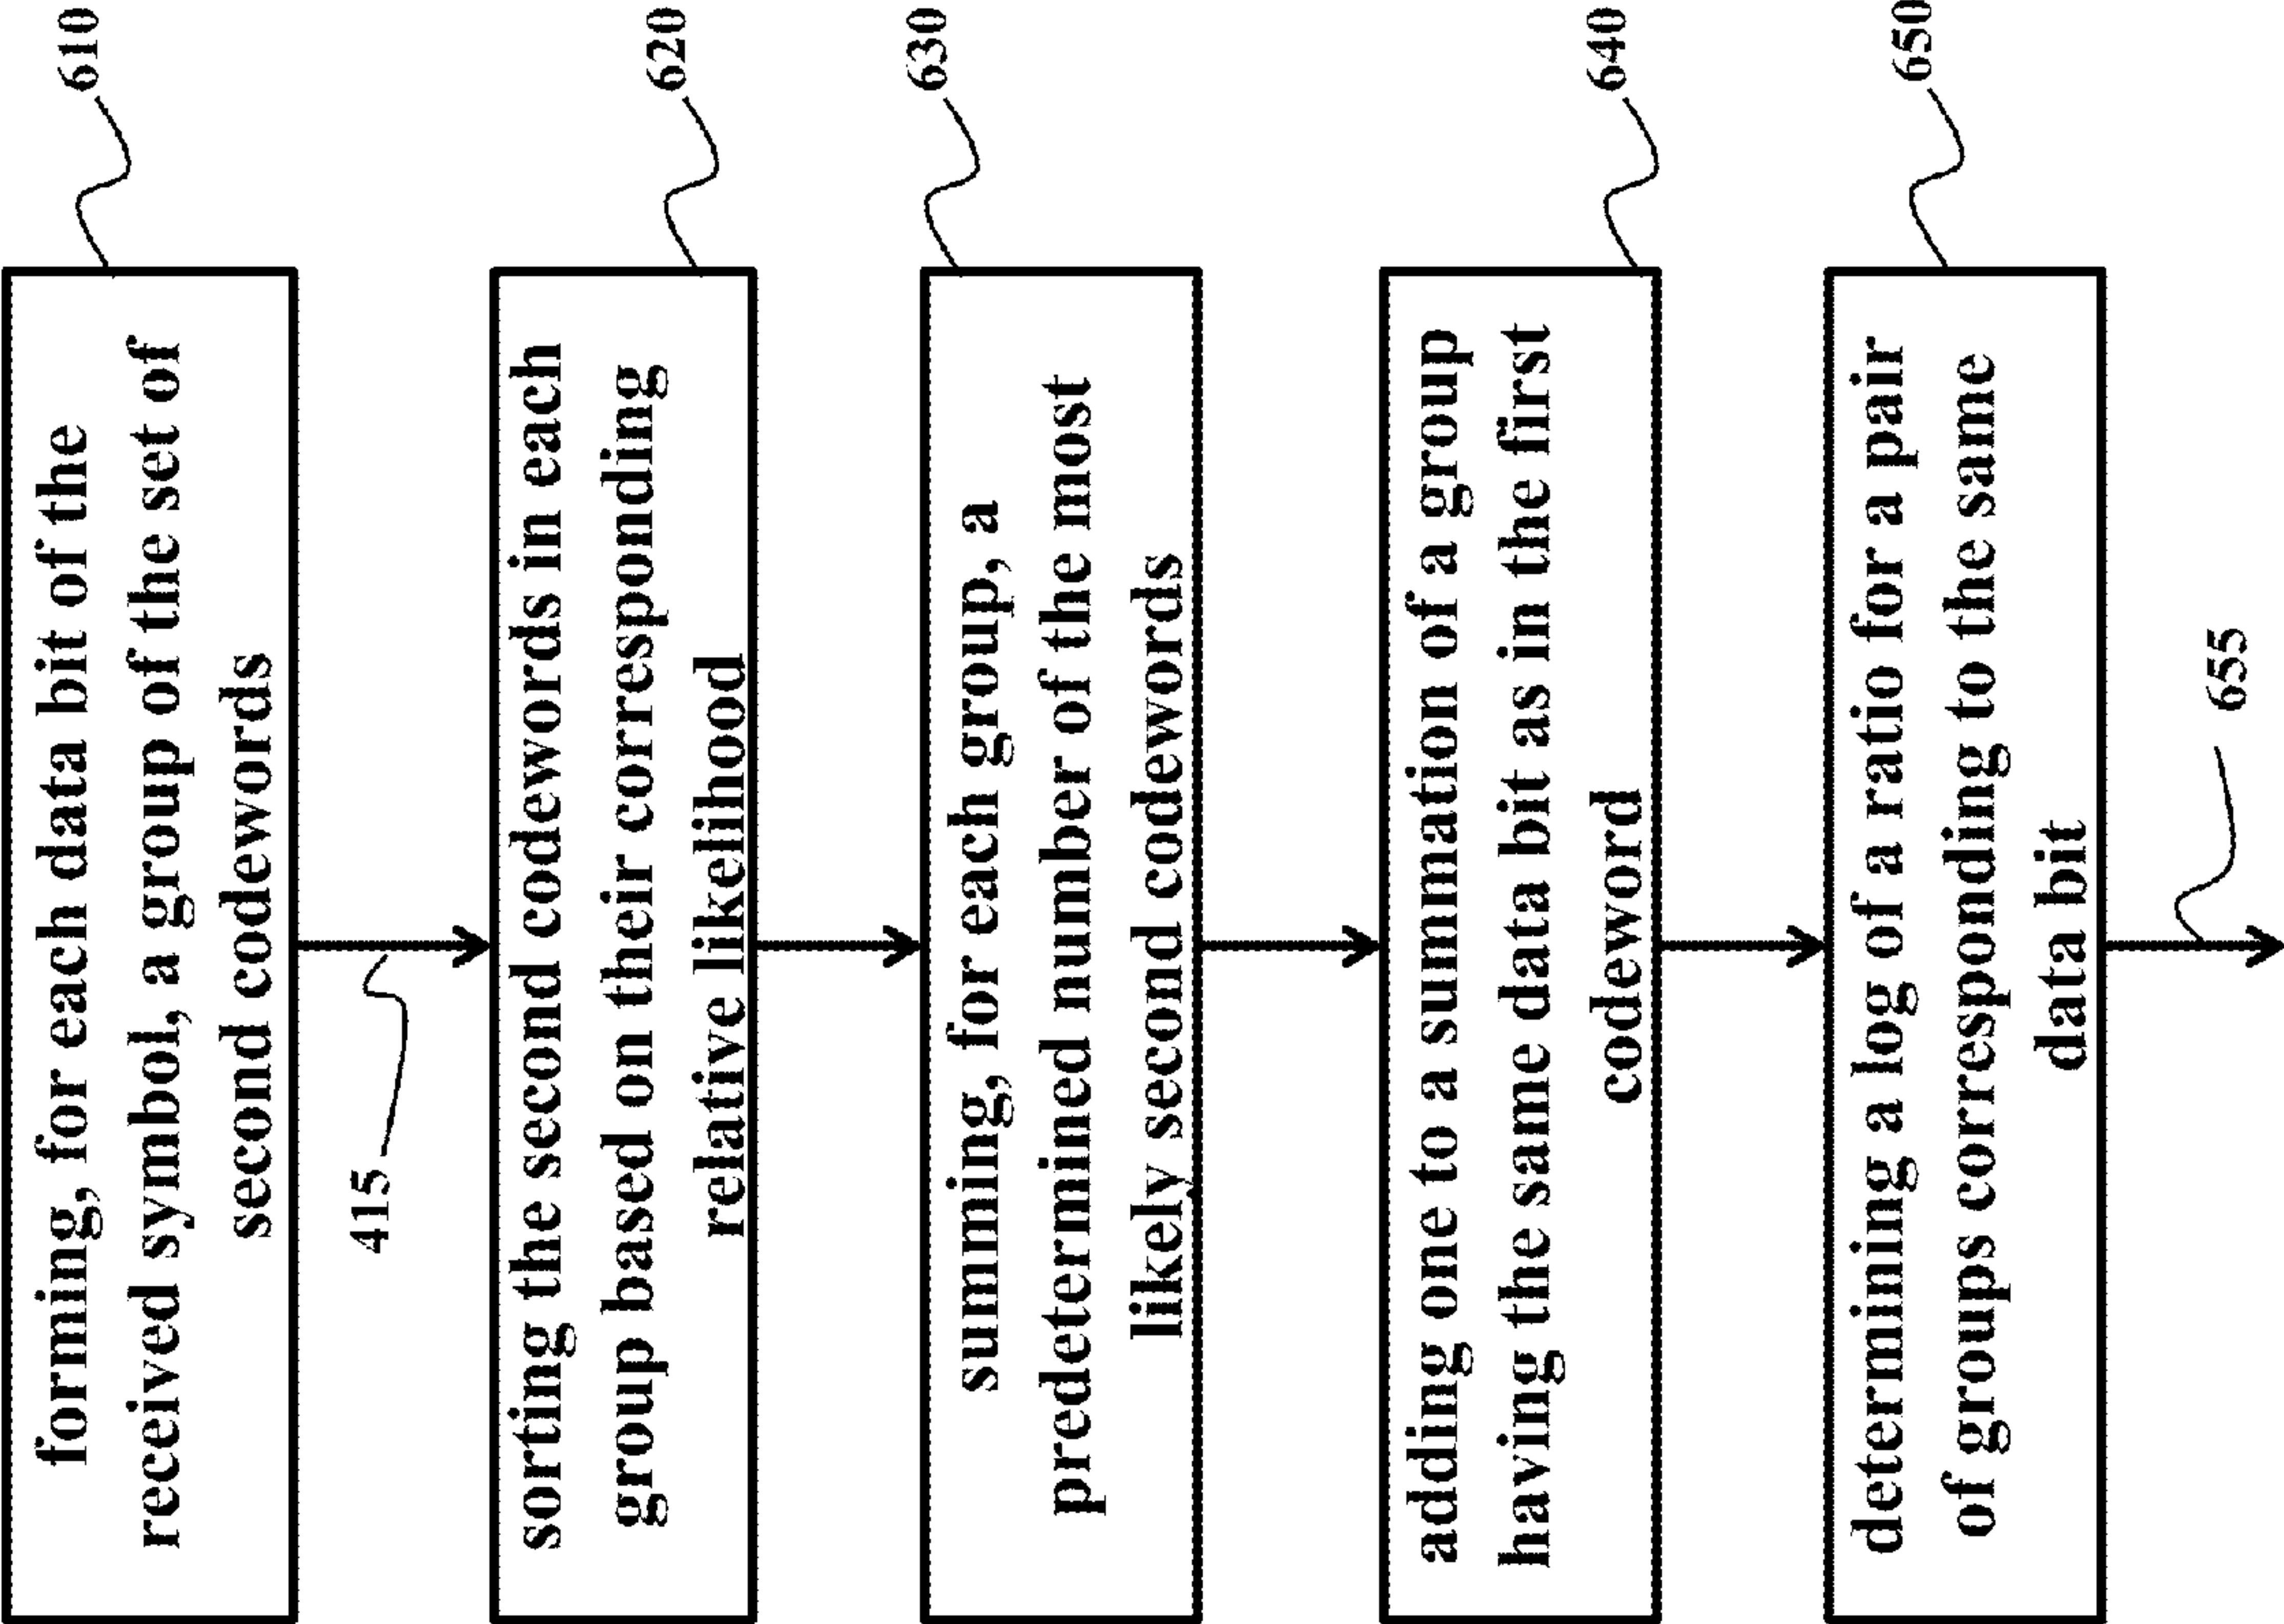 forming, for each data bit of the
received symbol, a group of the set of
second codewords
610
415
sorting the second codewords in each
group based on their corresponding
relative likelihood
620
summing, for each group, a
predetermined number of the most
likely second codewords
630
adding one to a summation of a group
having the same data bit as in the first
codeword
640
determining a log of a ratio for a pair
of groups corresponding to the same
data bit
650
655